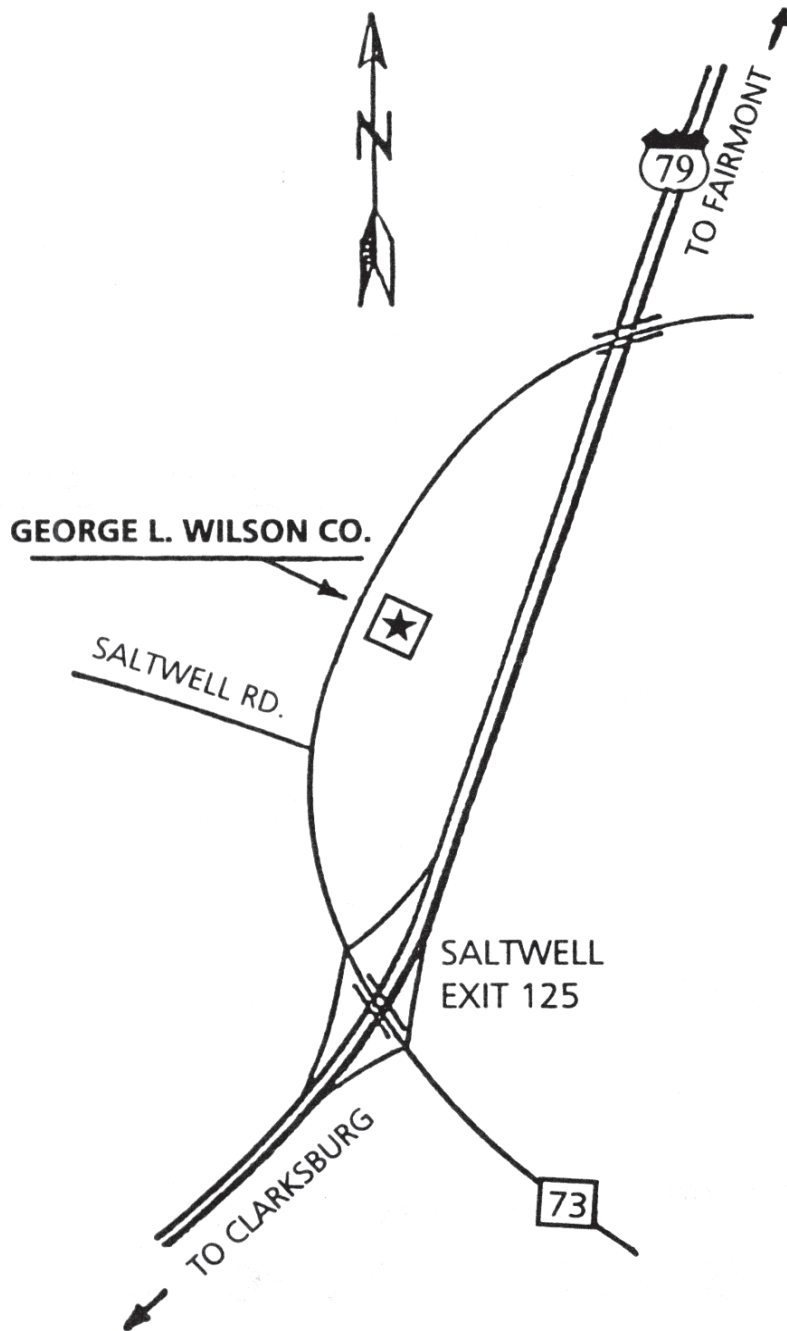 N
79
TO FAIRMONT
GEORGE L. WILSON CO.
SALTWELL RD.
SALTWELL
EXIT 125
TO CLARKSBURG
73